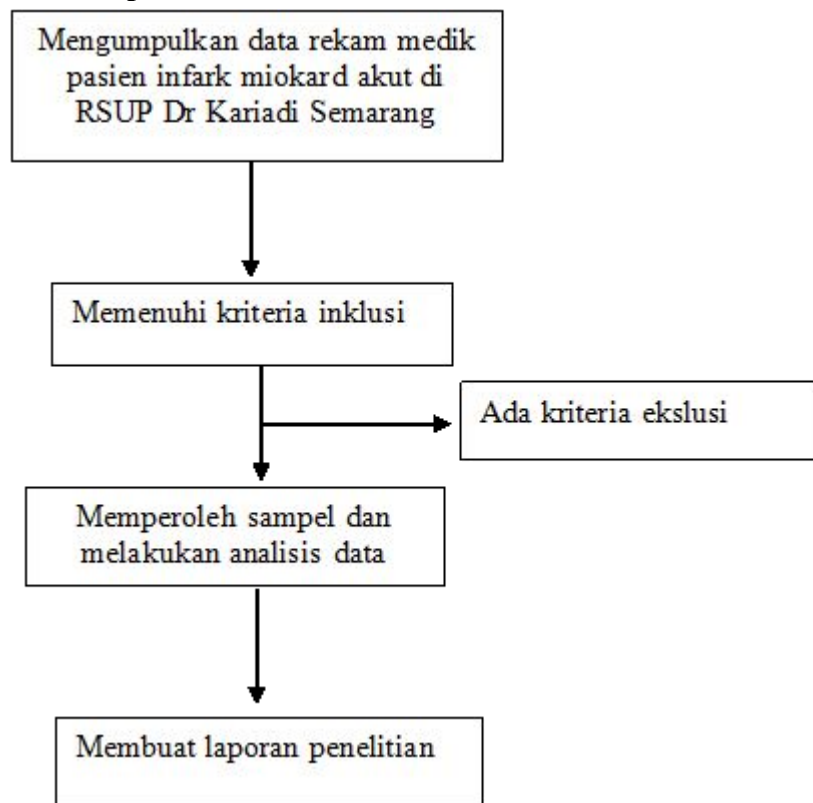 Mengumpulkan data rekam medik
pasien infark miokard akut di
RSUP Dr Kariadi Semarang
Memenuhi kriteria inklusi
Ada kriteria ekslusi
Memperoleh sampel dan
melakukan analisis data
Membuat laporan penelitian